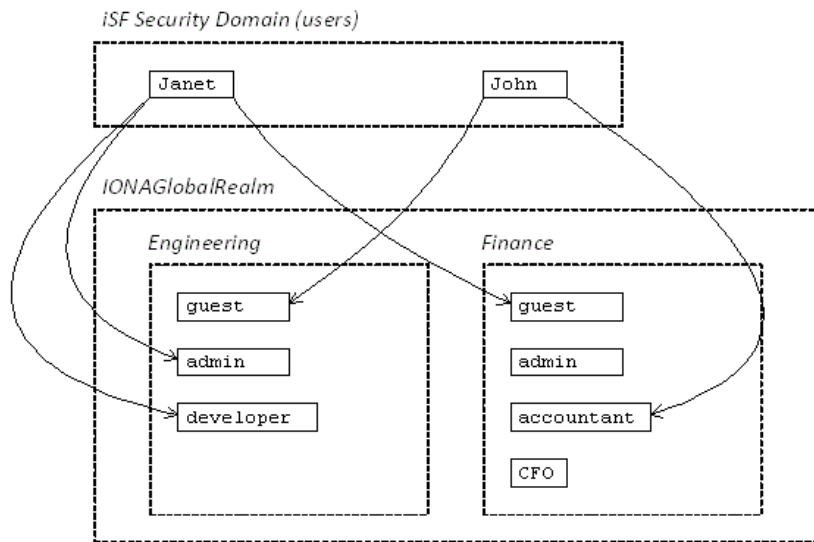 iSF Security Domain (users)
Janet
John
IONAGlobalRealm
Engineering
guest
admin
developer
Finance
guest
admin
accountant
CFO